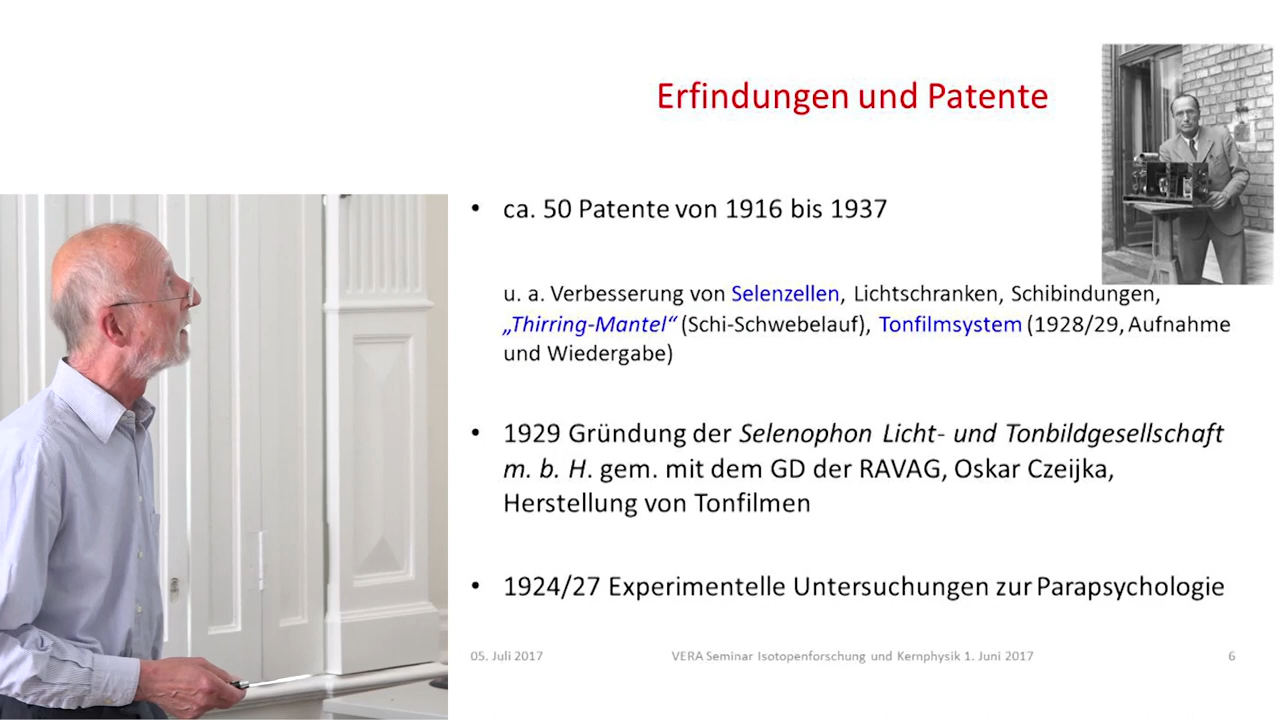 Erfindungen und Patente
• ca. 50 Patente von 1916 bis 1937
u. a. Verbesserung von Selenzellen, Lichtschranken, Schibindungen,
„Thirring-Mantel“ (Schi-Schwebelauf), Tonfilmsystem (1928/29, Aufnahme
und Wiedergabe)
• 1929 Gründung der Selenophon Licht- und Tonbildgesellschaft
m. b. H. gem. mit dem GD der RAVAG, Oskar Czeijka,
Herstellung von Tonfilmen
• 1924/27 Experimentelle Untersuchungen zur Parapsychologie
05. Juli 2017 VERA Seminar Isotopenforschung und Kernphysik 1. Juni 2017 6